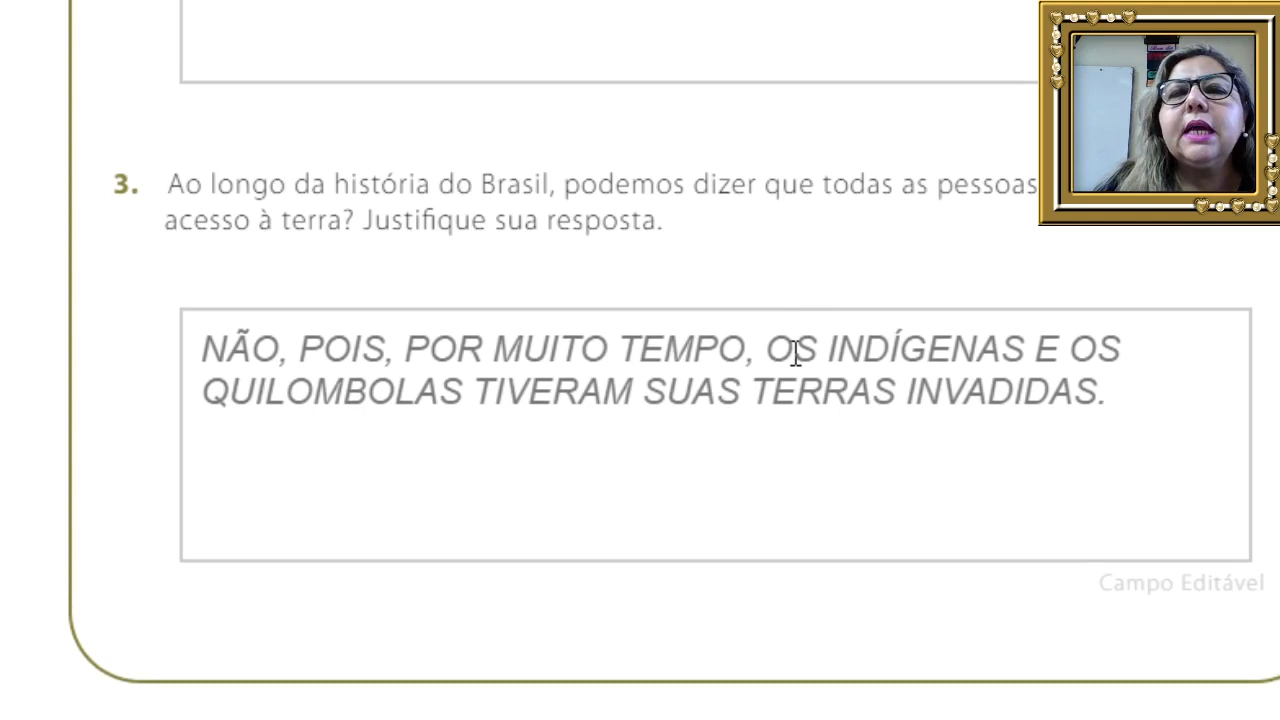 3. Ao longo da história do Brasil, podemos dizer que todas as pessoas
acesso à terra? Justifique sua resposta.
NÃO, POIS, POR MUITO TEMPO, OS INDÍGENAS E OS
QUILOMBOLAS TIVERAM SUAS TERRAS INVADIDAS.
Campo Editável